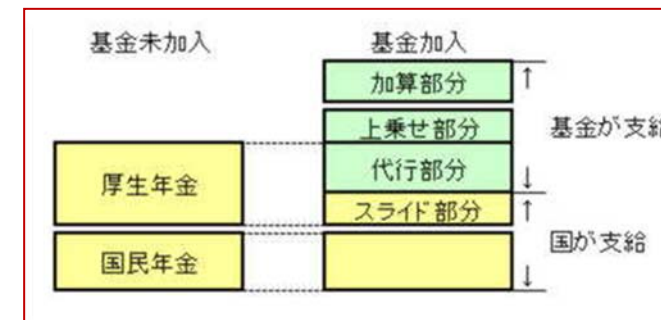 基金未加入
基金加入
加算部分
↑
上乗せ部分
基金が支給
厚生年金
代行部分
↓
スライド部分
↑
国民年金
国が支給
↓